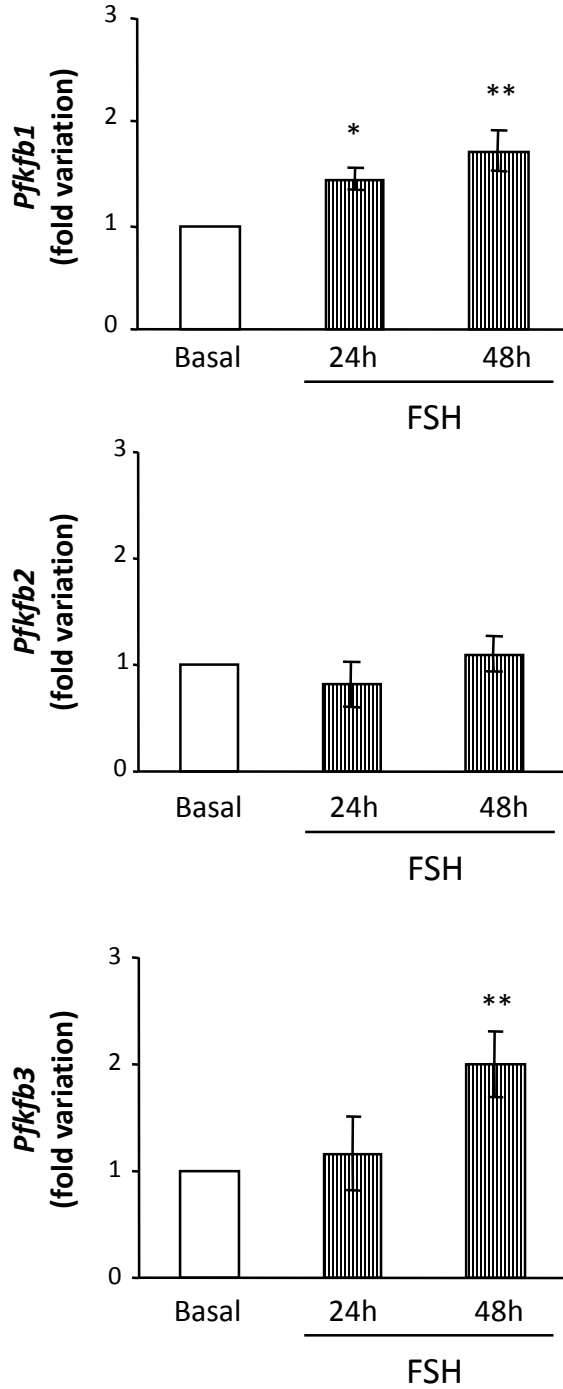 Pfkfb1
(fold variation)
3
2
1
0
*
**
Basal 24h 48h
FSH
Pfkfb2
(fold variation)
3
2
1
0
Basal 24h 48h
FSH
Pfkfb3
(fold variation)
3
2
1
0
**
Basal 24h 48h
FSH